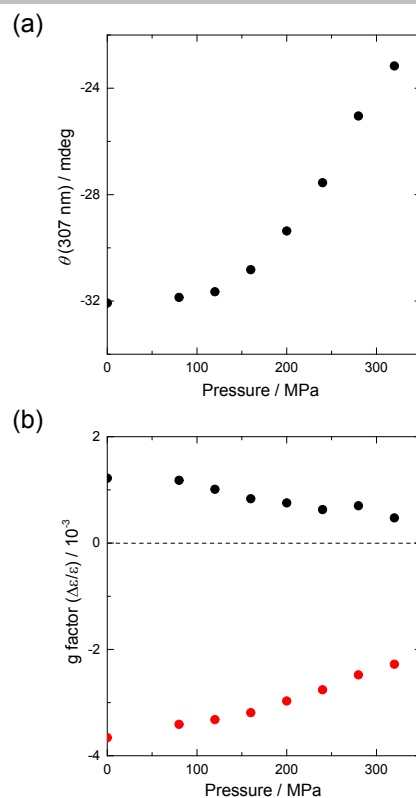 (a)
-24
-28
-32
0
100
200
300
θ (307 nm) / mdeg
Pressure / MPa
(b)
2
0
-2
-4
0
100
200
300
g factor (Δε/ε) / 10⁻³
Pressure / MPa